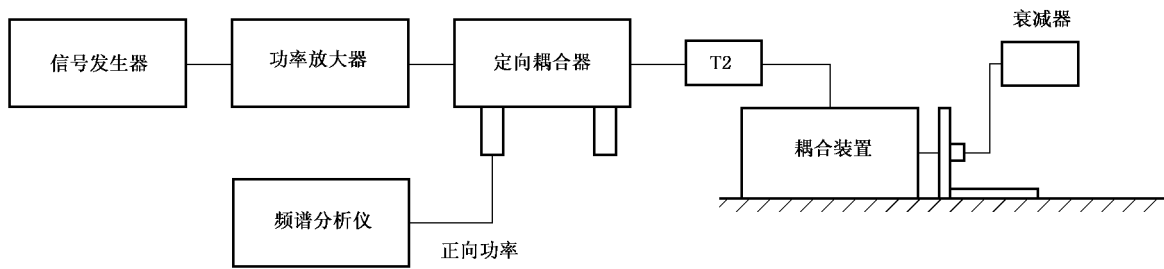 衰减器
信号发生器
功率放大器
定向耦合器
T2
耦合装置
频谱分析仪
正向功率